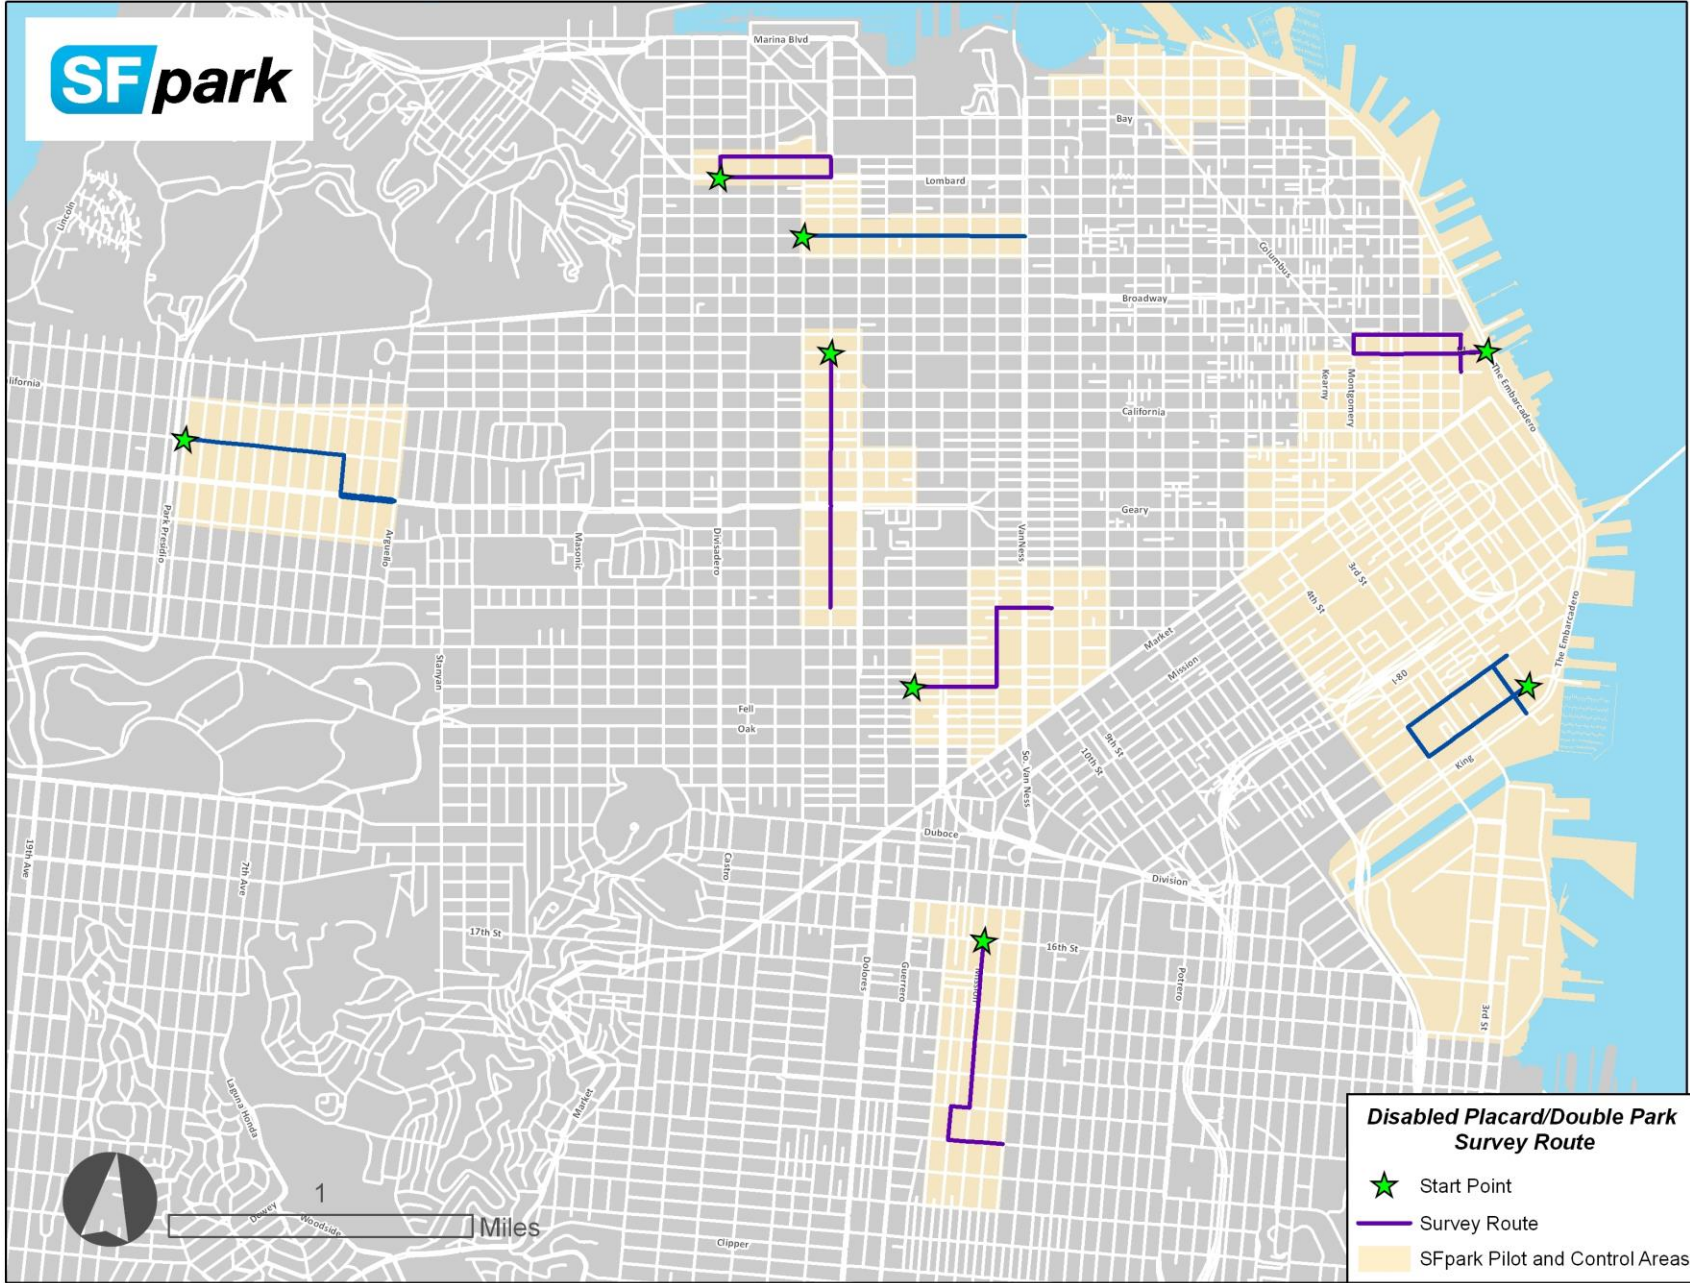 SFpark
Marina Blvd
Bay
Lombard
Lincoln
Columbus
Broadway
California
Kearny
Montgomery
The Embarcadero
California
Park Presidio
Arguello
Masonic
Divisadero
Geary
VanNess
3rd St
4th St
The Embarcadero
Market
Mission
I-80
Stanyan
Fell
Oak
9th St
10th St
King
So. Van Ness
19th Ave
7th Ave
Castro
Duboce
Division
17th St
16th St
Dolores
Guerrero
Mission
Potrero
3rd St
Laguna Honda
Market
Dewey
Woodside
Clipper
1
Miles
Disabled Placard/Double Park
Survey Route
Start Point
Survey Route
SFpark Pilot and Control Areas